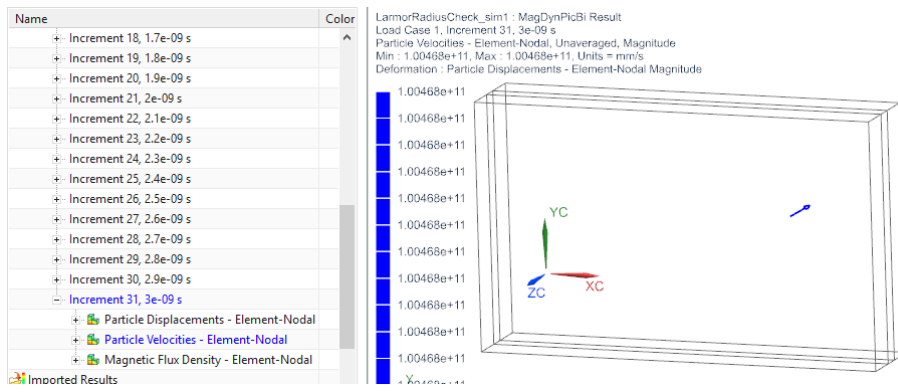 Name
Color
Increment 18, 1.7e-09 s
Increment 19, 1.8e-09 s
Increment 20, 1.9e-09 s
Increment 21, 2e-09 s
Increment 22, 2.1e-09 s
Increment 23, 2.2e-09 s
Increment 24, 2.3e-09 s
Increment 25, 2.4e-09 s
Increment 26, 2.5e-09 s
Increment 27, 2.6e-09 s
Increment 28, 2.7e-09 s
Increment 29, 2.8e-09 s
Increment 30, 2.9e-09 s
Increment 31, 3e-09 s
Particle Displacements - Element-Nodal
Particle Velocities - Element-Nodal
Magnetic Flux Density - Element-Nodal
Imported Results
LarmorRadiusCheck_sim1 : MagDynPicBi Result
Load Case 1, Increment 31, 3e-09 s
Particle Velocities - Element-Nodal, Unaveraged, Magnitude
Min : 1.00468e+11, Max : 1.00468e+11, Units = mm/s
Deformation : Particle Displacements - Element-Nodal Magnitude
1.00468e+11
1.00468e+11
1.00468e+11
1.00468e+11
1.00468e+11
1.00468e+11
1.00468e+11
1.00468e+11
1.00468e+11
1.00468e+11
1.00468e+11
1.00468e+11
YC
XC
ZC
Y